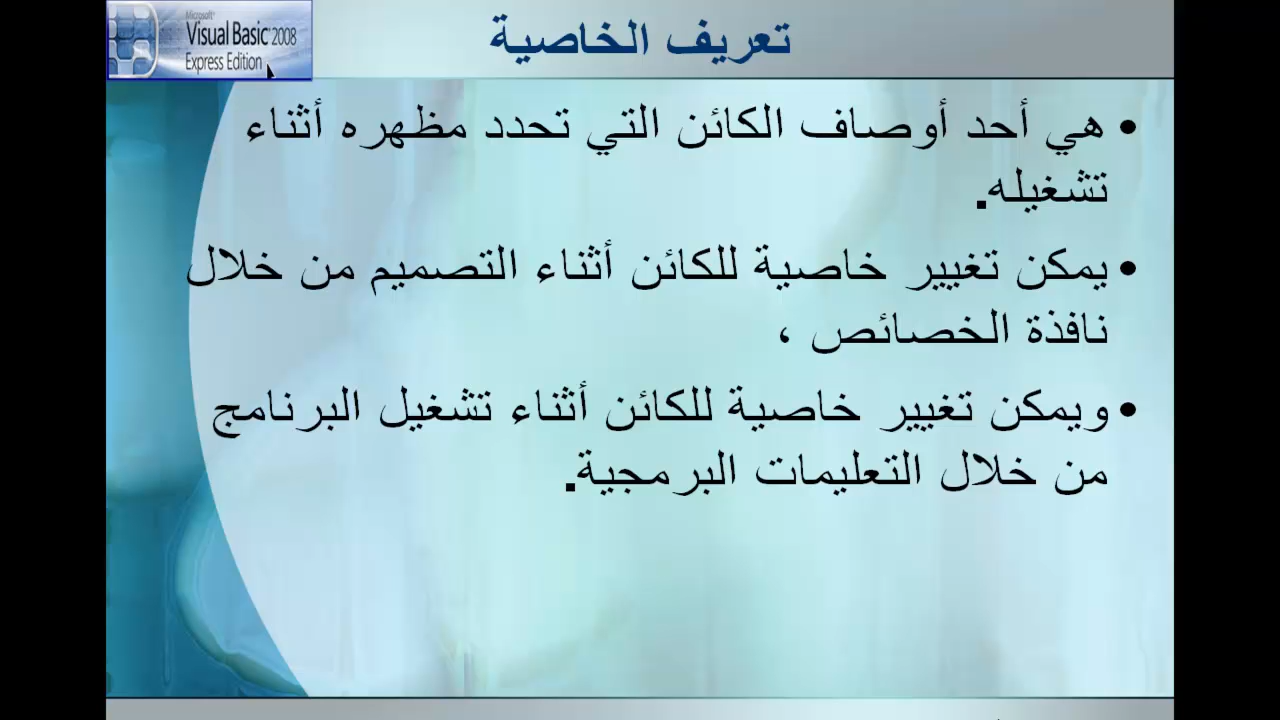 Microsoft
Visual Basic 2008
Express Edition
تعريف الخاصية
• هي أحد أوصاف الكائن التي تحدد مظهره أثناء
تشغيله.
• يمكن تغيير خاصية للكائن أثناء التصميم من خلال
نافذة الخصائص ،
• ويمكن تغيير خاصية للكائن أثناء تشغيل البرنامج
من خلال التعليمات البرمجية.